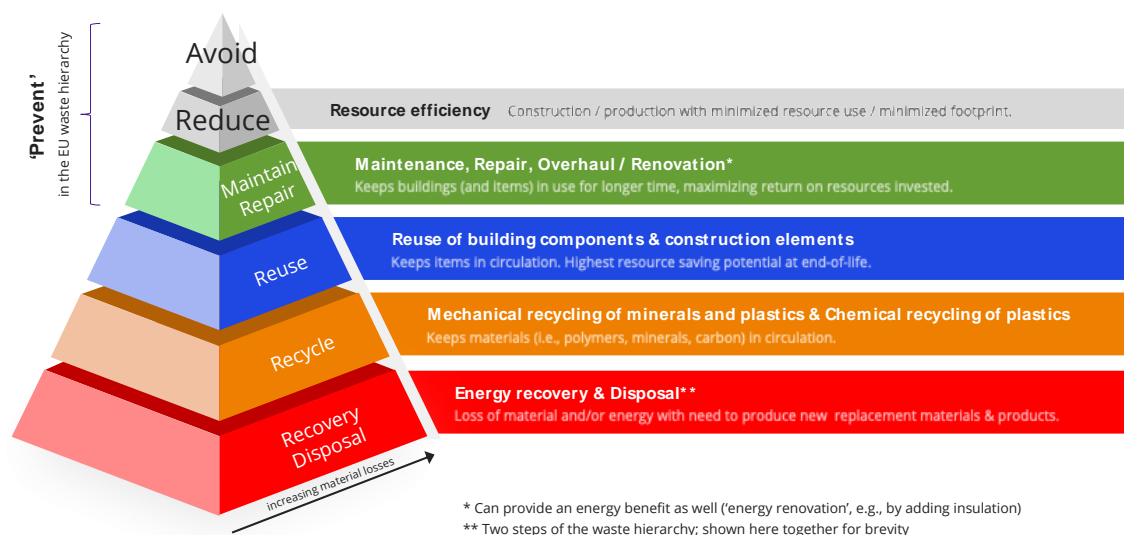 'Prevent'
in the EU waste hierarchy
Avoid
Reduce
Resource efficiency Construction / production with minimized resource use / minimized footprint.
Maintain
Repair
Maintenance, Repair, Overhaul / Renovation*
Keeps buildings (and items) in use for longer time, maximizing return on resources invested.
Reuse
Reuse of building components & construction elements
Keeps items in circulation. Highest resource saving potential at end-of-life.
Recycle
Mechanical recycling of minerals and plastics & Chemical recycling of plastics
Keeps materials (i.e., polymers, minerals, carbon) in circulation.
Recovery
Disposal
Energy recovery & Disposal**
Loss of material and/or energy with need to produce new replacement materials & products.
increasing material losses
* Can provide an energy benefit as well ('energy renovation', e.g., by adding insulation)
** Two steps of the waste hierarchy; shown here together for brevity